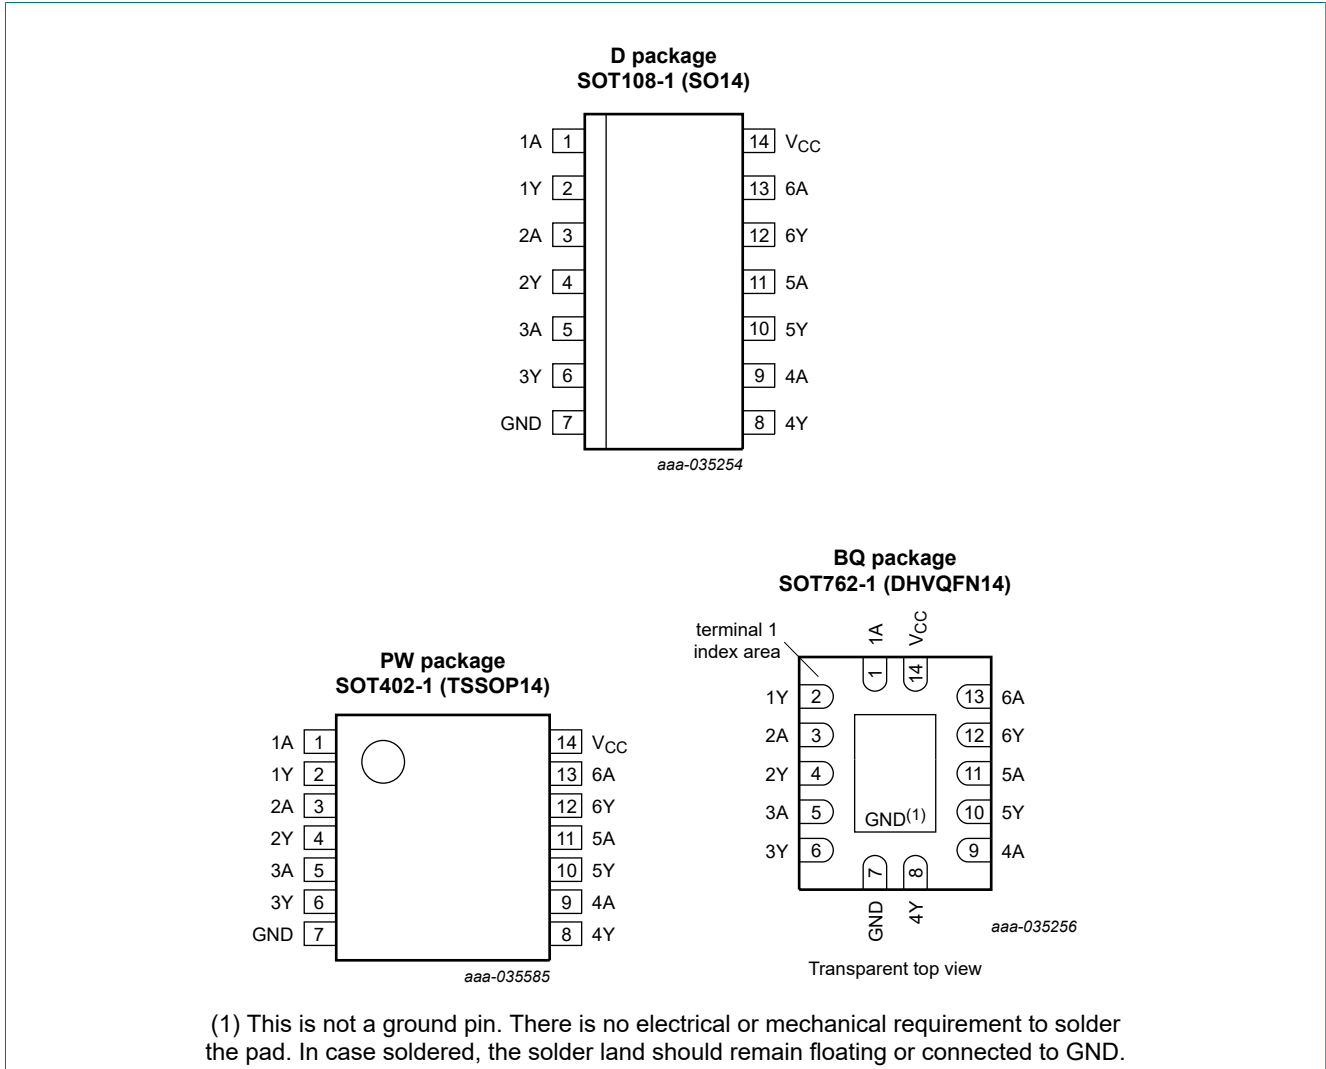 D package
SOT108-1 (SO14)
1A 1 14 VCC
1Y 2 13 6A
2A 3 12 6Y
2Y 4 11 5A
3A 5 10 5Y
3Y 6 9 4A
GND 7 8 4Y
aaa-035254
PW package
SOT402-1 (TSSOP14)
1A 1 14 VCC
1Y 2 13 6A
2A 3 12 6Y
2Y 4 11 5A
3A 5 10 5Y
3Y 6 9 4A
GND 7 8 4Y
aaa-035585
BQ package
SOT762-1 (DHVQFN14)
terminal 1
index area
1A VCC
1 14
1Y 2 13 6A
2A 3 12 6Y
2Y 4 11 5A
3A 5 10 5Y
GND(1)
3Y 6 9 4A
7 8
GND 4Y
aaa-035256
Transparent top view
(1) This is not a ground pin. There is no electrical or mechanical requirement to solder
the pad. In case soldered, the solder land should remain floating or connected to GND.